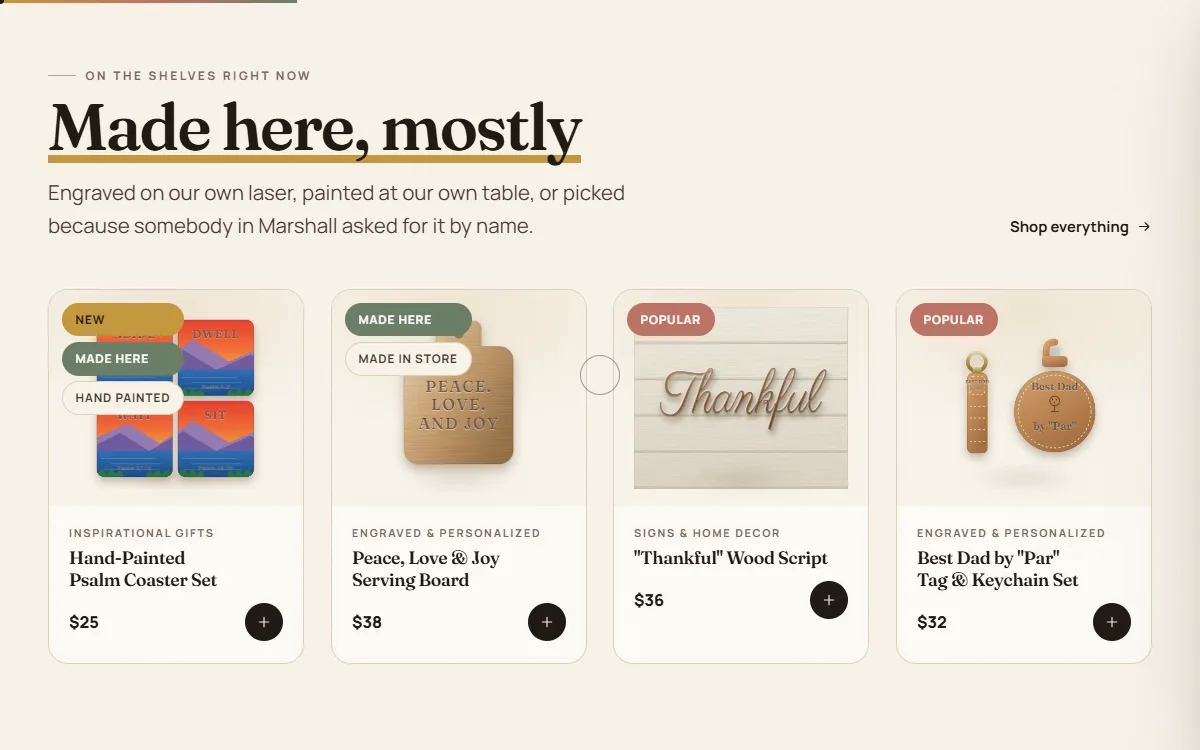 ON THE SHELVES RIGHT NOW
Made here, mostly
Engraved on our own laser, painted at our own table, or picked
because somebody in Marshall asked for it by name.
Shop everything →
NEW
MADE HERE
HAND PAINTED
DWELL
SIT
INSPIRATIONAL GIFTS
Hand-Painted
Psalm Coaster Set
$25
+
MADE HERE
MADE IN STORE
PEACE,
LOVE,
AND JOY
ENGRAVED & PERSONALIZED
Peace, Love & Joy
Serving Board
$38
+
POPULAR
Thankful
SIGNS & HOME DECOR
"Thankful" Wood Script
$36
+
POPULAR
Best Dad
by "Par"
ENGRAVED & PERSONALIZED
Best Dad by "Par"
Tag & Keychain Set
$32
+